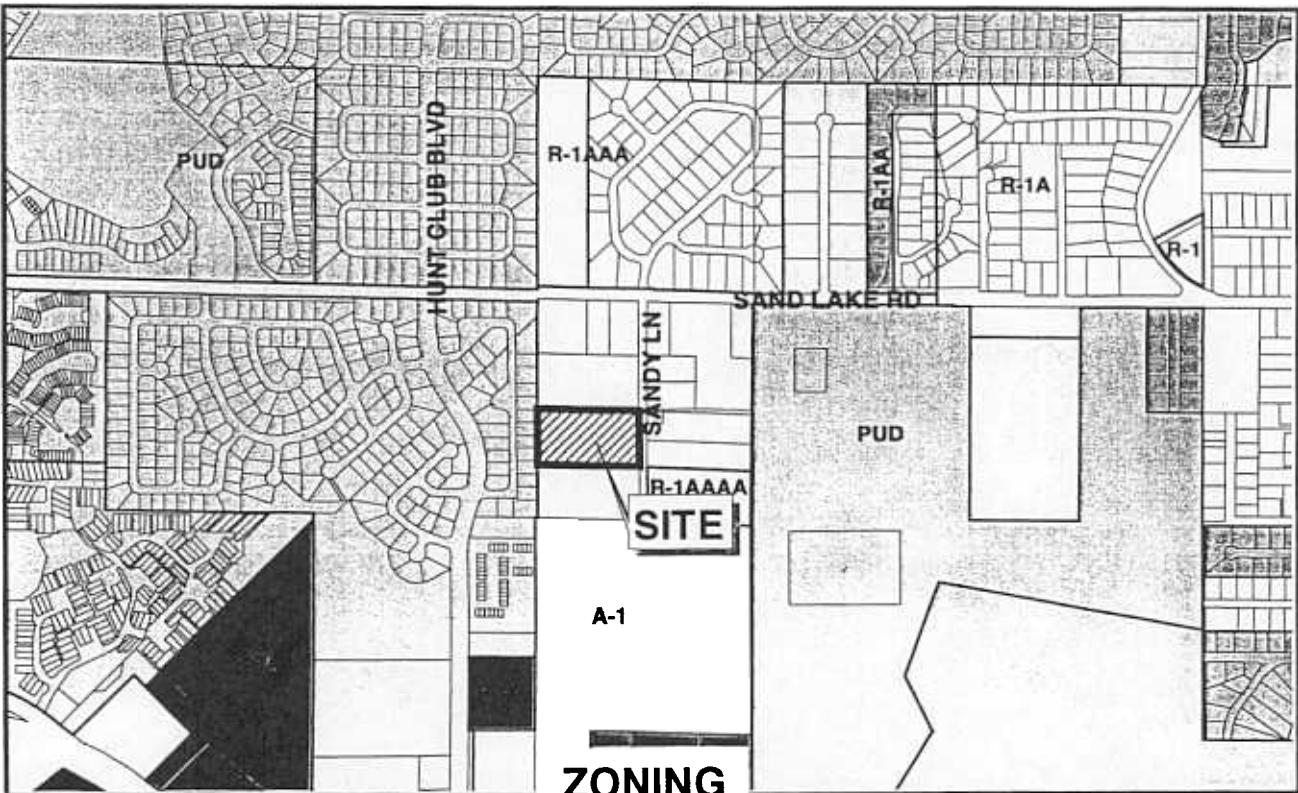 PUD
HUNT CLUB BLVD
R-1AAA
R-1AA
R-1A
R-1
SAND LAKE RD
SANDY LN
PUD
R-1AAAA
SITE
A-1
ZONING